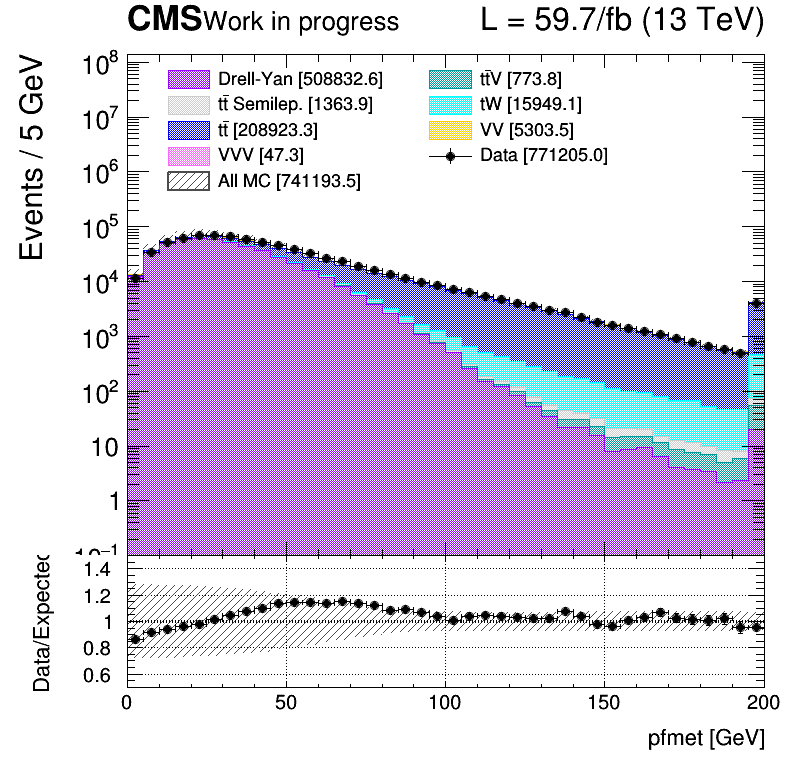 CMS Work in progress L = 59.7/fb (13 TeV)
Events / 5 GeV
10⁸
10⁷
10⁶
10⁵
10⁴
10³
10²
10
1
10⁻¹
Drell-Yan [508832.6]
tt̄ Semilep. [1363.9]
tt̄ [208923.3]
VVV [47.3]
All MC [741193.5]
tt̄V [773.8]
tW [15949.1]
VV [5303.5]
Data [771205.0]
Data/Expected
1.4
1.2
1
0.8
0.6
0 50 100 150 200
pfmet [GeV]